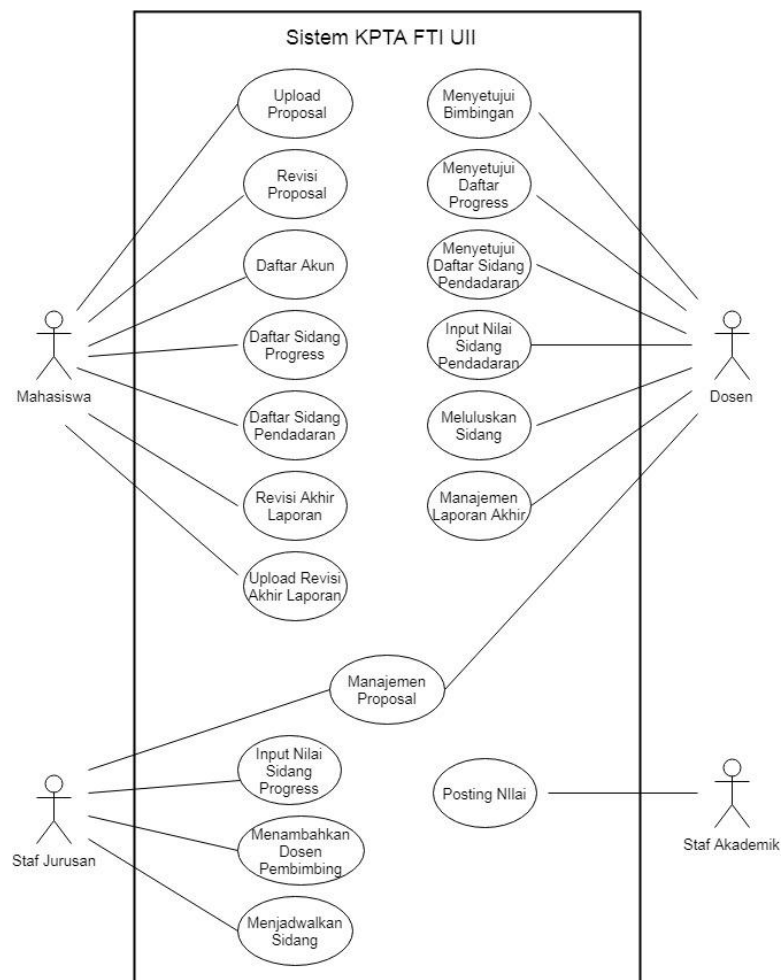 Sistem KPTA FTI UII
Upload
Proposal
Menyetujui
Bimbingan
Revisi
Proposal
Menyetujui
Daftar
Progress
Daftar Akun
Menyetujui
Daftar Sidang
Pendadaran
Daftar Sidang
Progress
Input Nilai
Sidang
Pendadaran
Mahasiswa
Dosen
Daftar Sidang
Pendadaran
Meluluskan
Sidang
Revisi Akhir
Laporan
Manajemen
Laporan Akhir
Upload Revisi
Akhir Laporan
Manajemen
Proposal
Input Nilai
Sidang
Progress
Posting NIlai
Staf Jurusan
Staf Akademik
Menambahkan
Dosen
Pembimbing
Menjadwalkan
Sidang